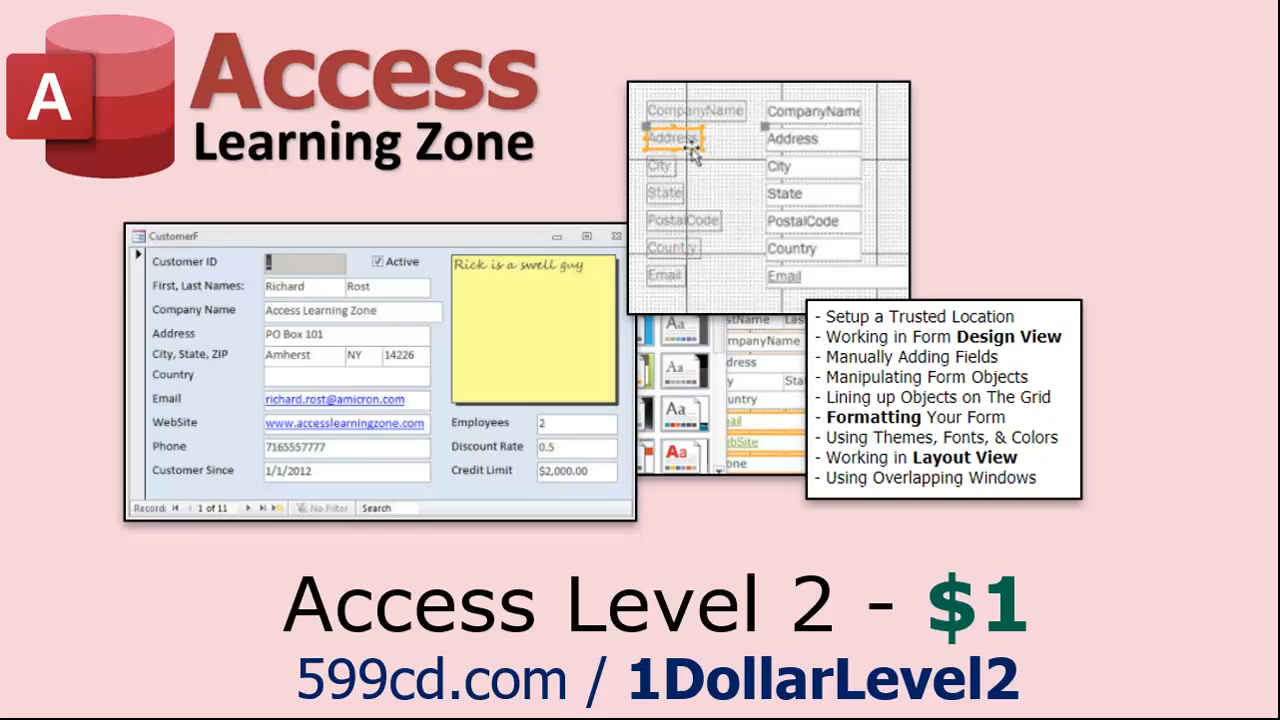 A
Access
Learning Zone
CompanyName CompanyName
Address Address
City City
State State
PostalCode PostalCode
Country Country
Email Email
CustomerF
Customer ID Active
First, Last Names: Richard Rost
Company Name Access Learning Zone
Address PO Box 101
City, State, ZIP Amherst NY 14226
Country
Email richard.rost@amicron.com
WebSite www.accesslearningzone.com
Phone 7165557777
Customer Since 1/1/2012
Rick is a swell guy
Employees 2
Discount Rate 0.5
Credit Limit $2,000.00
Record: 1 of 11 No Filter Search
Aa
Aa
Aa
Aa
- Setup a Trusted Location
- Working in Form Design View
- Manually Adding Fields
- Manipulating Form Objects
- Lining up Objects on The Grid
- Formatting Your Form
- Using Themes, Fonts, & Colors
- Working in Layout View
- Using Overlapping Windows
Access Level 2 - $1
599cd.com / 1DollarLevel2